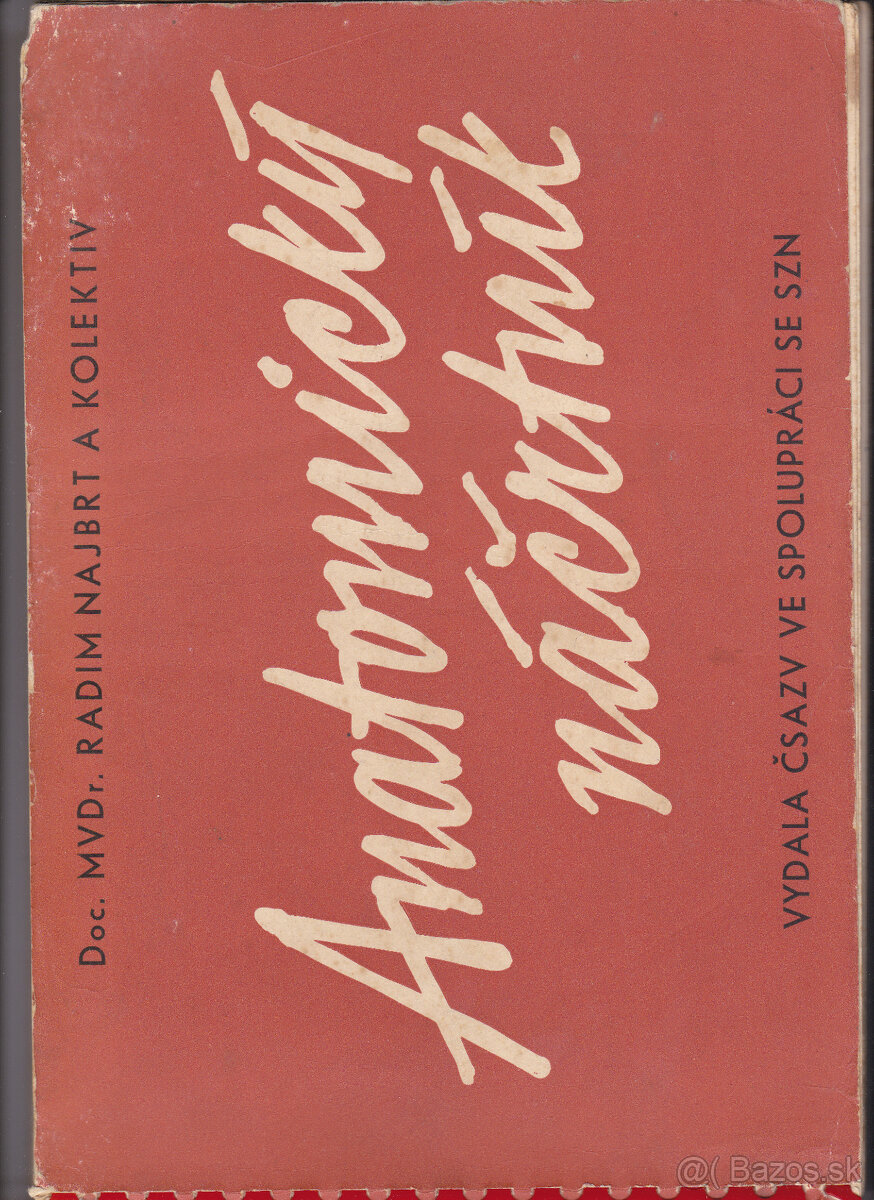 Doc. MVDr. RADIM NAJBRT A KOLEKTIV
Anatomický
náčrtník
VYDALA ČSAZV VE SPOLUPRÁCI SE SZN
@( Bazos.sk